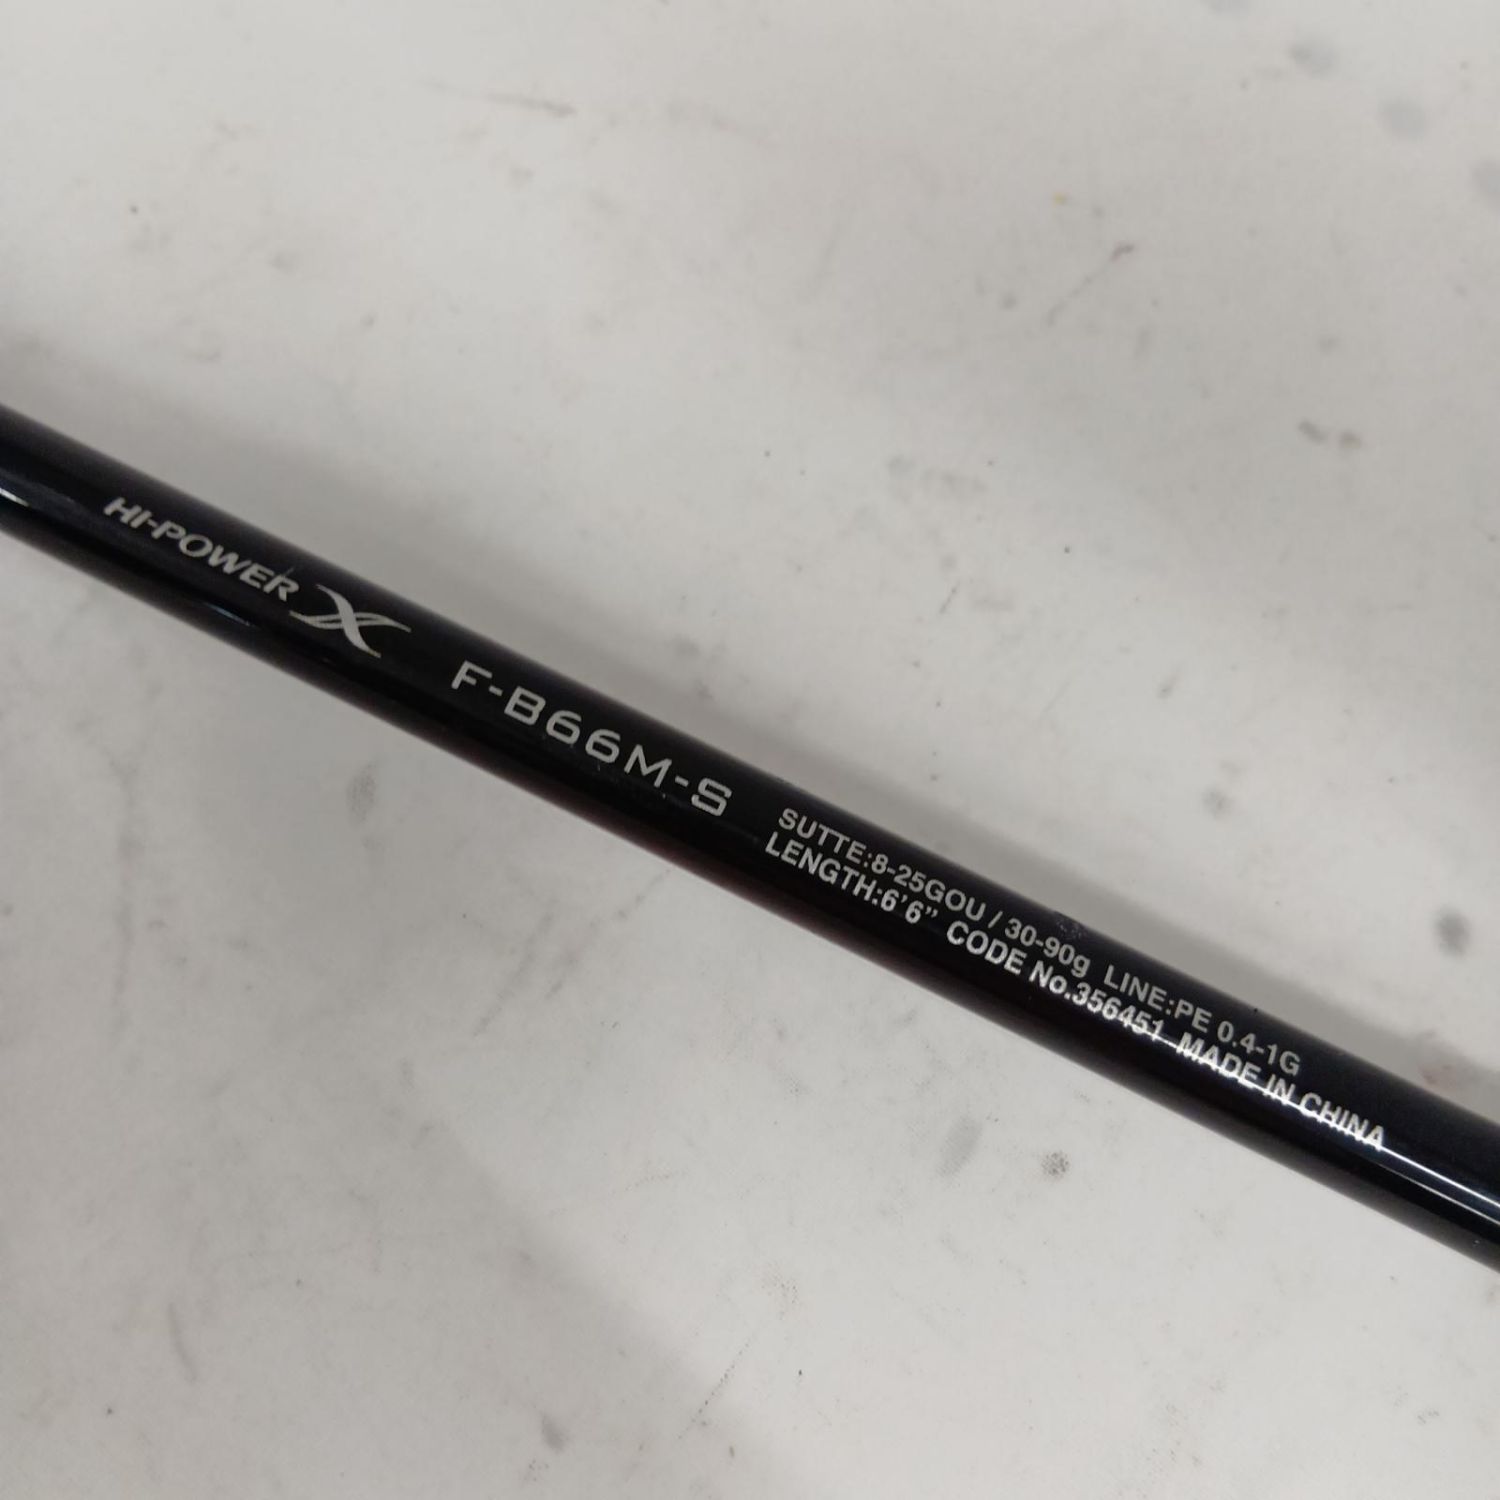 HI-POWER X F-B66M-S
SUTTE:8-25GOU / 30-90g LINE:PE 0.4-1G
LENGTH:6'6" CODE No.356451 MADE IN CHINA